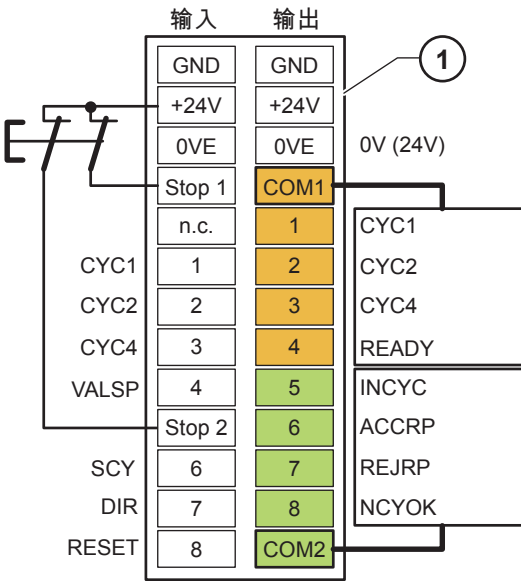 输入 输出
GND GND
1
+24V +24V
0VE 0VE 0V (24V)
Stop 1 COM1
n.c. 1 CYC1
CYC1 1 2 CYC2
CYC2 2 3 CYC4
CYC4 3 4 READY
VALSP 4 5 INCYC
Stop 2 6 ACCRP
SCY 6 7 REJRP
DIR 7 8 NCYOK
RESET 8 COM2